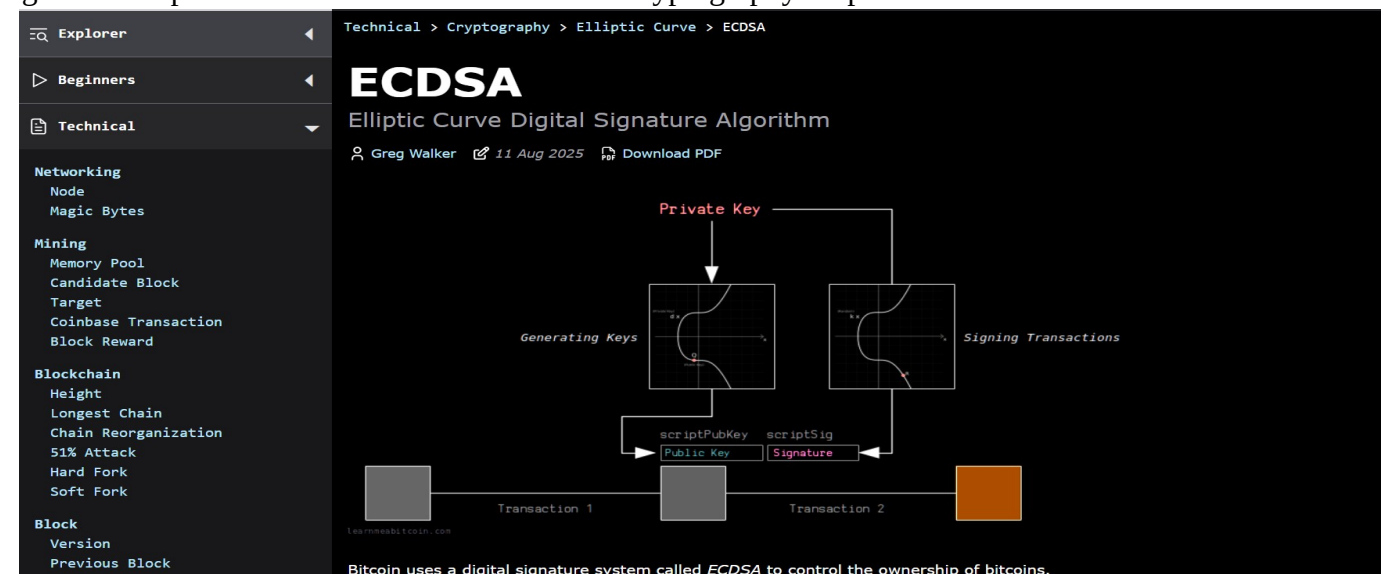 Explorer
Beginners
Technical
Networking
Node
Magic Bytes
Mining
Memory Pool
Candidate Block
Target
Coinbase Transaction
Block Reward
Blockchain
Height
Longest Chain
Chain Reorganization
51% Attack
Hard Fork
Soft Fork
Block
Version
Previous Block
Technical > Cryptography > Elliptic Curve > ECDSA
ECDSA
Elliptic Curve Digital Signature Algorithm
Greg Walker 11 Aug 2025 PDF Download PDF
Private Key
d x
k x
Generating Keys
Signing Transactions
Q
scriptPubKey scriptSig
Public Key Signature
Transaction 1 Transaction 2
learnmeabitcoin.com
Bitcoin uses a digital signature system called ECDSA to control the ownership of bitcoins.